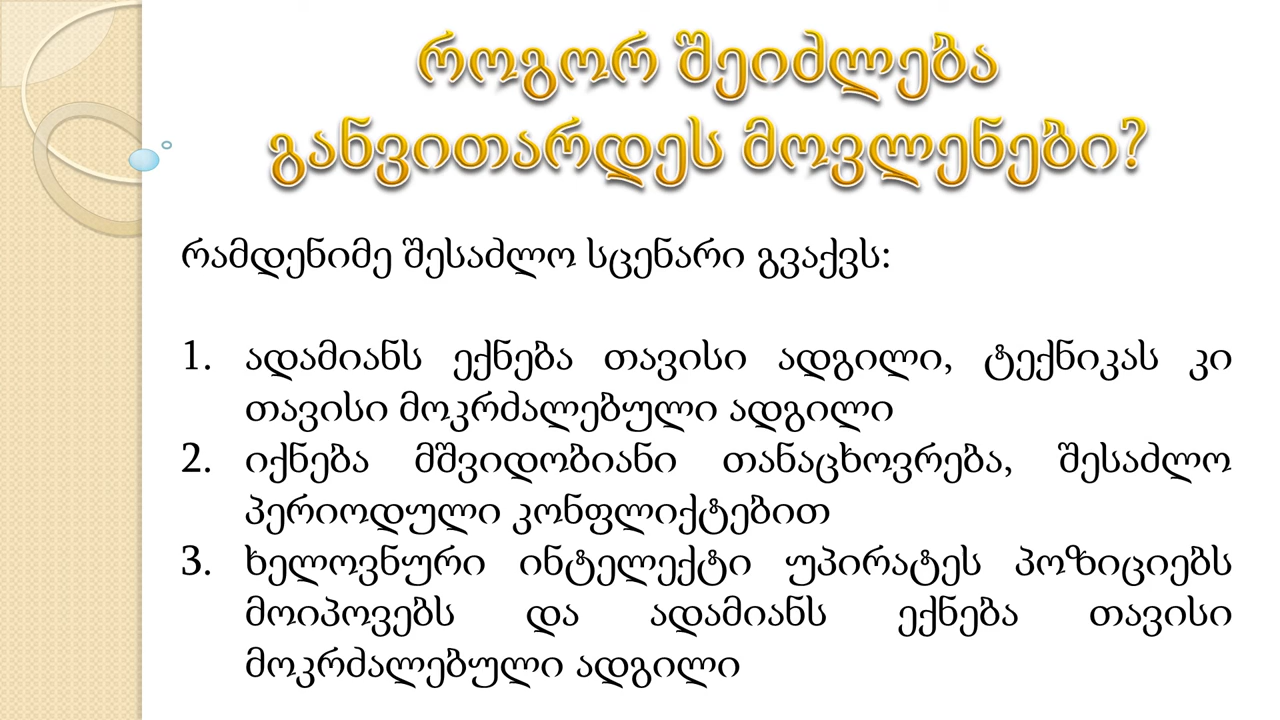 როგორ შეიძლება
განვითარდეს მოვლენები?
რამდენიმე შესაძლო სცენარი გვაქვს:
1. ადამიანს ექნება თავისი ადგილი, ტექნიკას კი
თავისი მოკრძალებული ადგილი
2. იქნება მშვიდობიანი თანაცხოვრება, შესაძლო
პერიოდული კონფლიქტებით
3. ხელოვნური ინტელექტი უპირატეს პოზიციებს
მოიპოვებს და ადამიანს ექნება თავისი
მოკრძალებული ადგილი